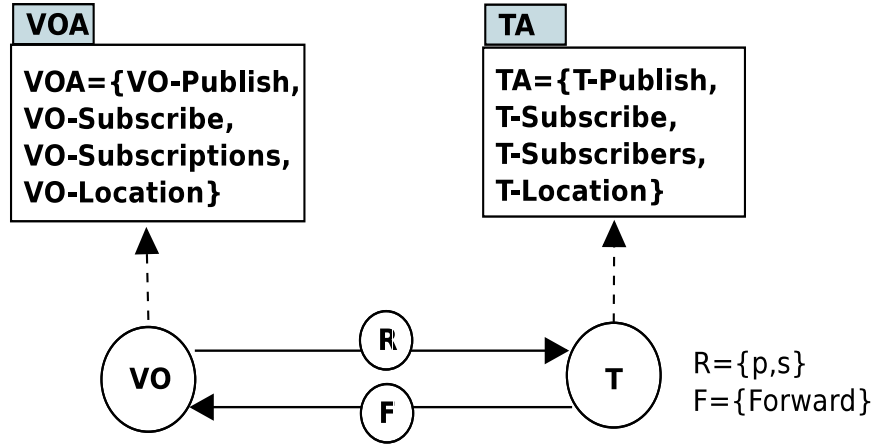 VOA
VOA={VO-Publish,
VO-Subscribe,
VO-Subscriptions,
VO-Location}
TA
TA={T-Publish,
T-Subscribe,
T-Subscribers,
T-Location}
R
VO
T
F
R={p,s}
F={Forward}